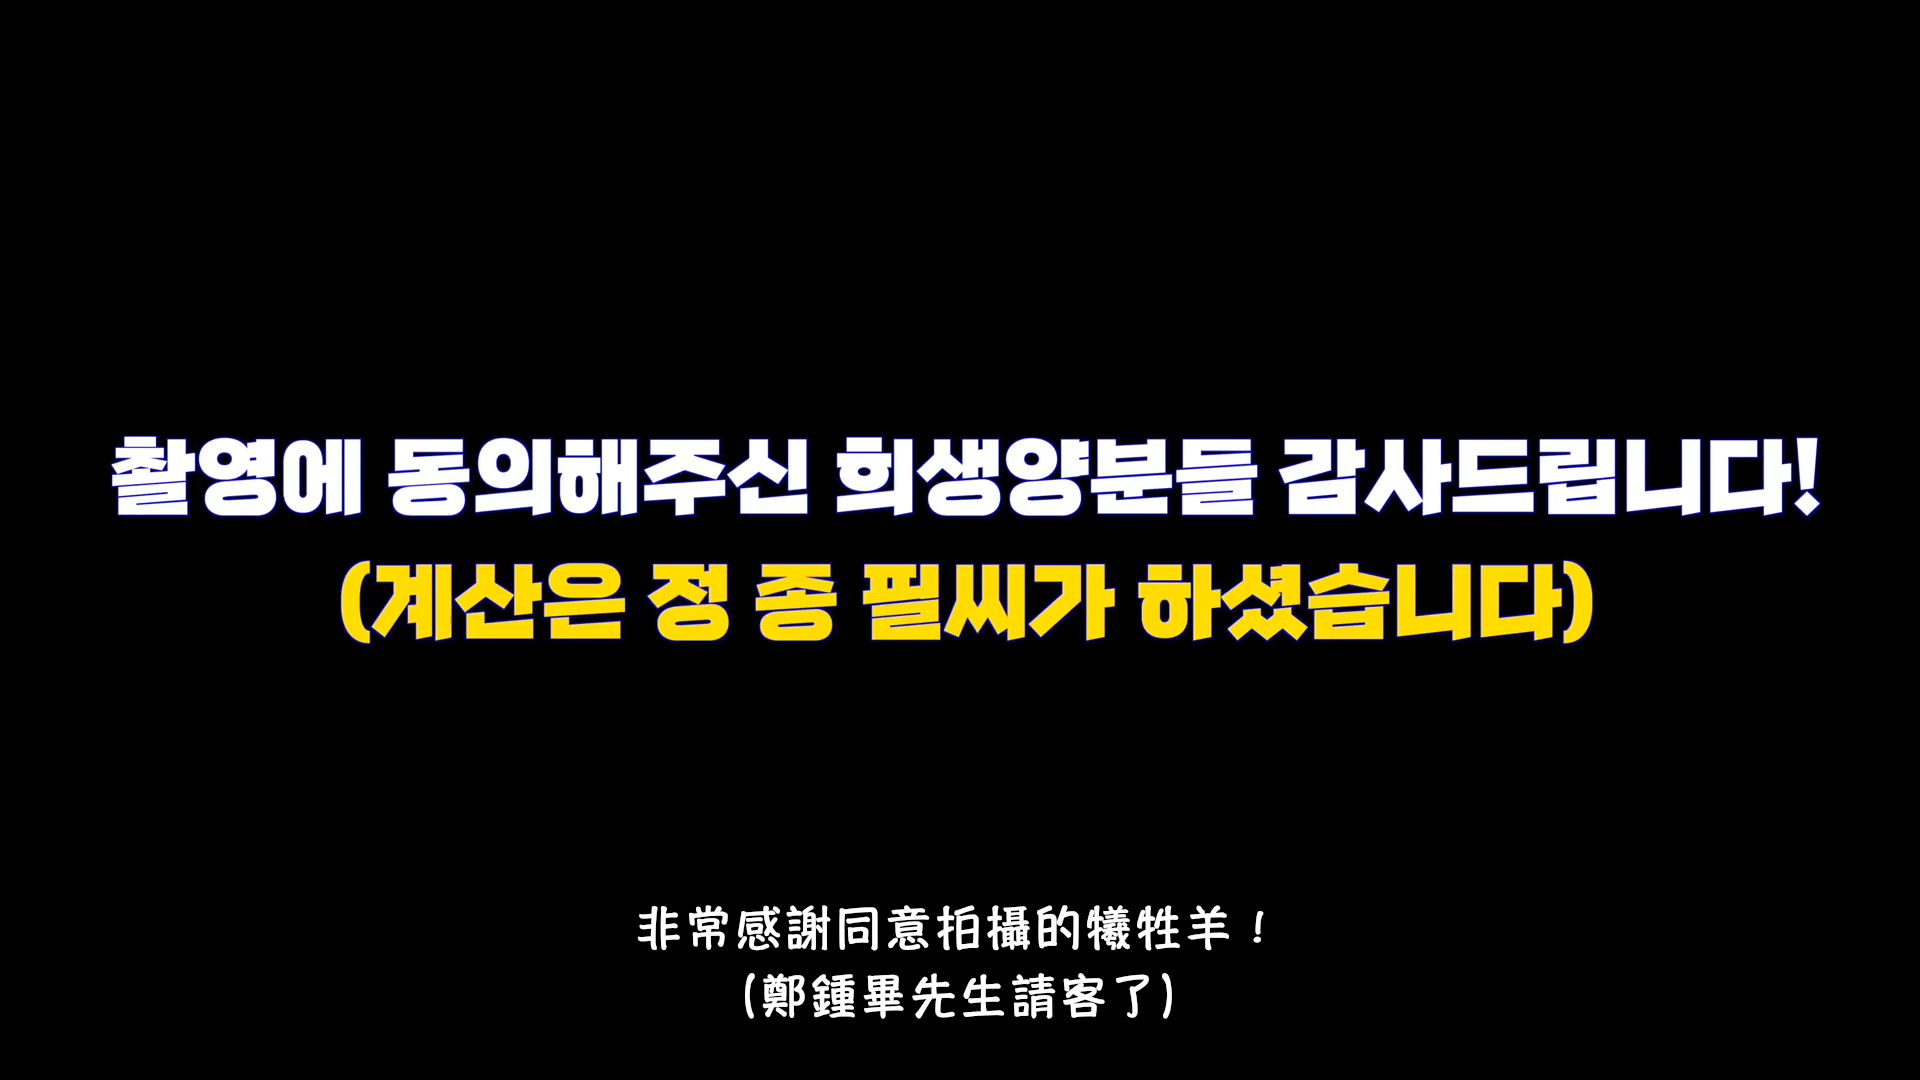 촬영에 동의해주신 희생양분들 감사드립니다!
(계산은 정 종 필씨가 하셨습니다)
非常感謝同意拍攝的犧牲羊！
(鄭鍾畢先生請客了)